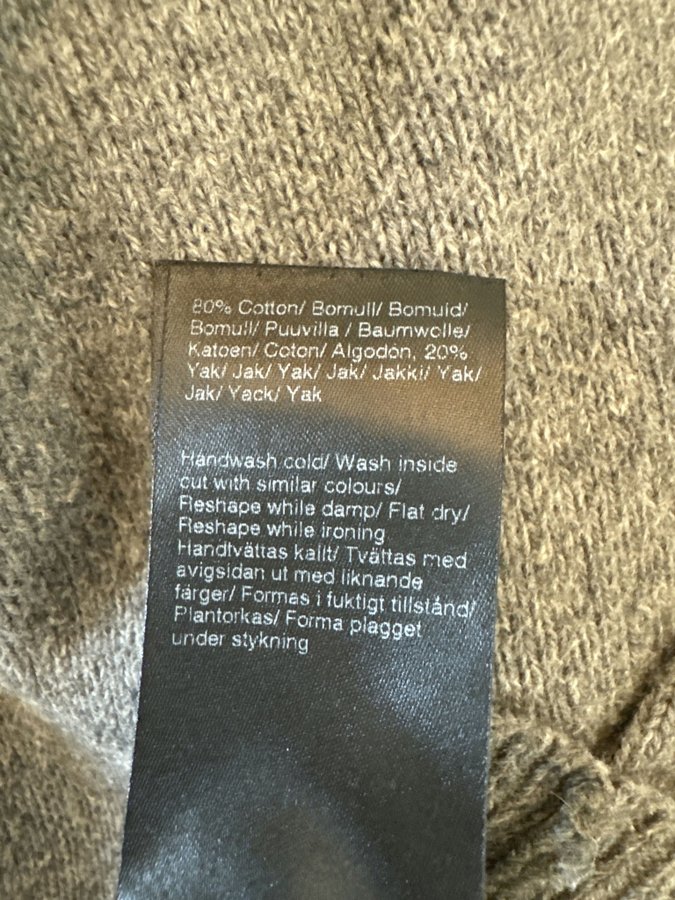 80% Cotton/ Bomull/ Bomuld/
Bomull/ Puuvilla / Baumwolle/
Katoen/ Coton/ Algodón, 20%
Yak/ Jak/ Yak/ Jak/ Jakki/ Yak/
Jak/ Yack/ Yak
Handwash cold/ Wash inside
out with similar colours/
Reshape while damp/ Flat dry/
Reshape while ironing
Handtvättas kallt/ Tvättas med
avigsidan ut med liknande
färger/ Formas i fuktigt tillstånd/
Plantorkas/ Forma plagget
under stykning